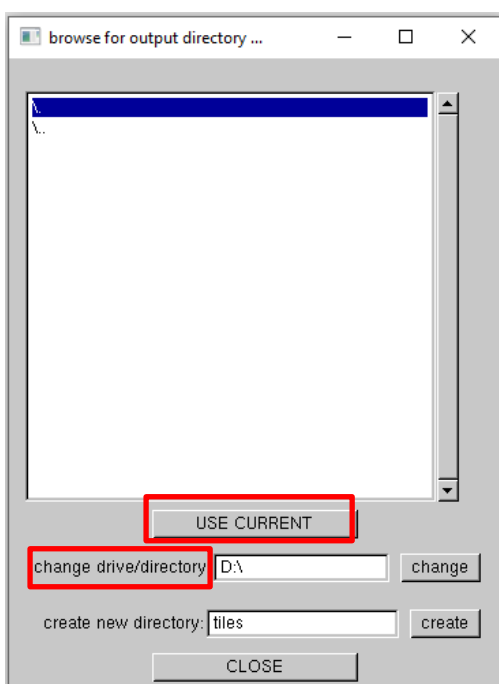 browse for output directory ...
\.
\..
USE CURRENT
change drive/directory D:\ change
create new directory: tiles create
CLOSE